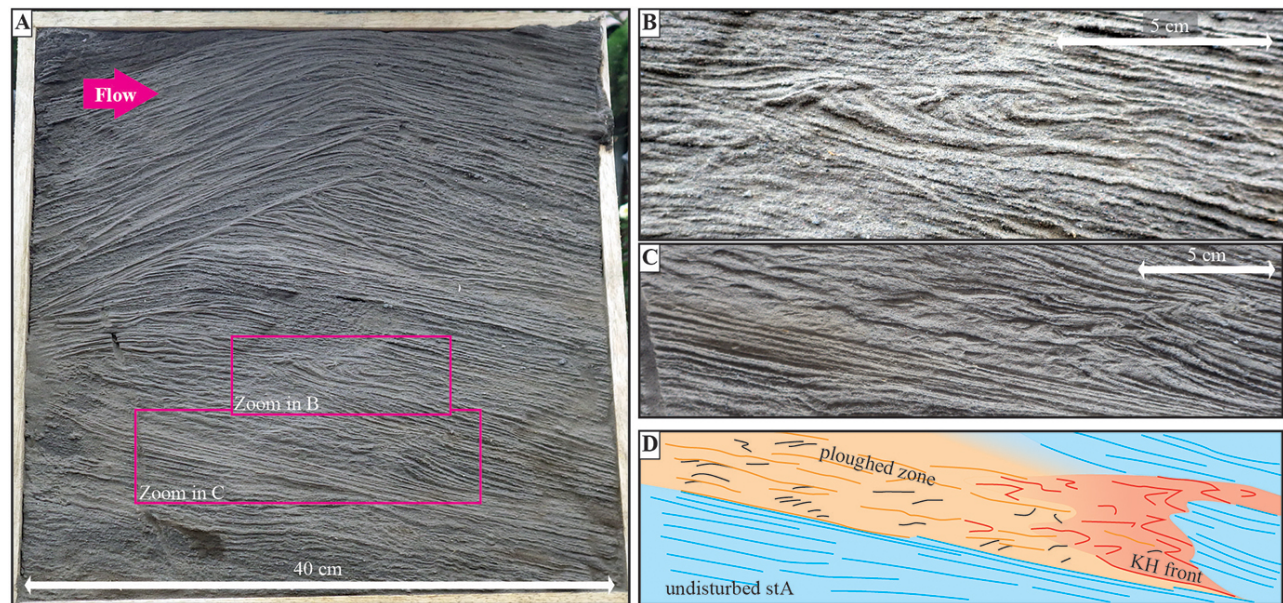 A
Flow
Zoom in B
Zoom in C
40 cm
B
5 cm
C
5 cm
D
ploughed zone
KH front
undisturbed stA